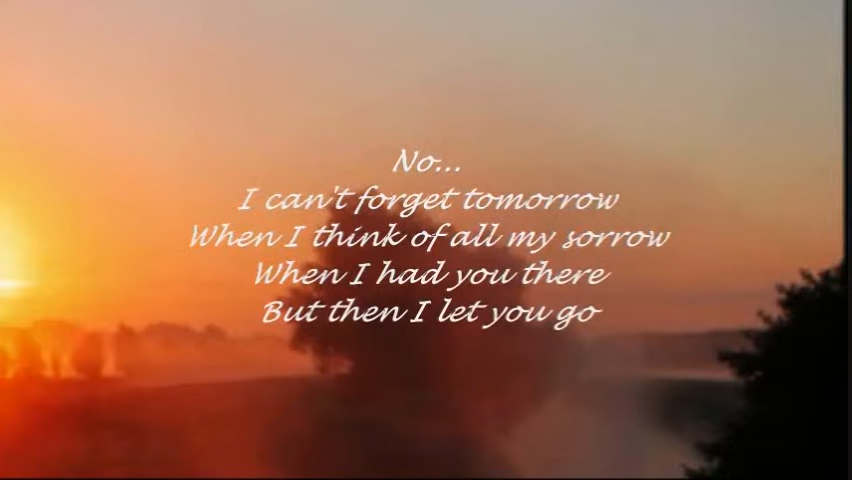 No...
I can't forget tomorrow
When I think of all my sorrow
When I had you there
But then I let you go